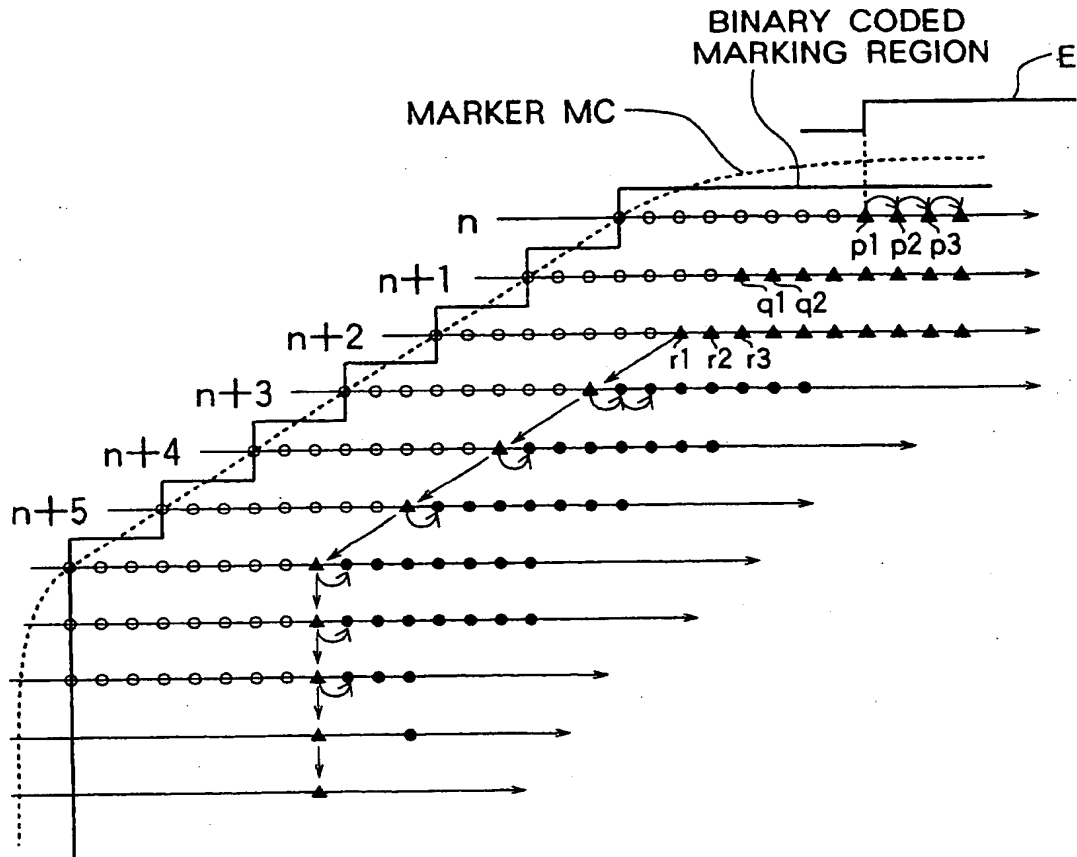 BINARY CODED
MARKING REGION
E
MARKER MC
n
p1 p2 p3
n+1
q1 q2
n+2
r1 r2 r3
n+3
n+4
n+5